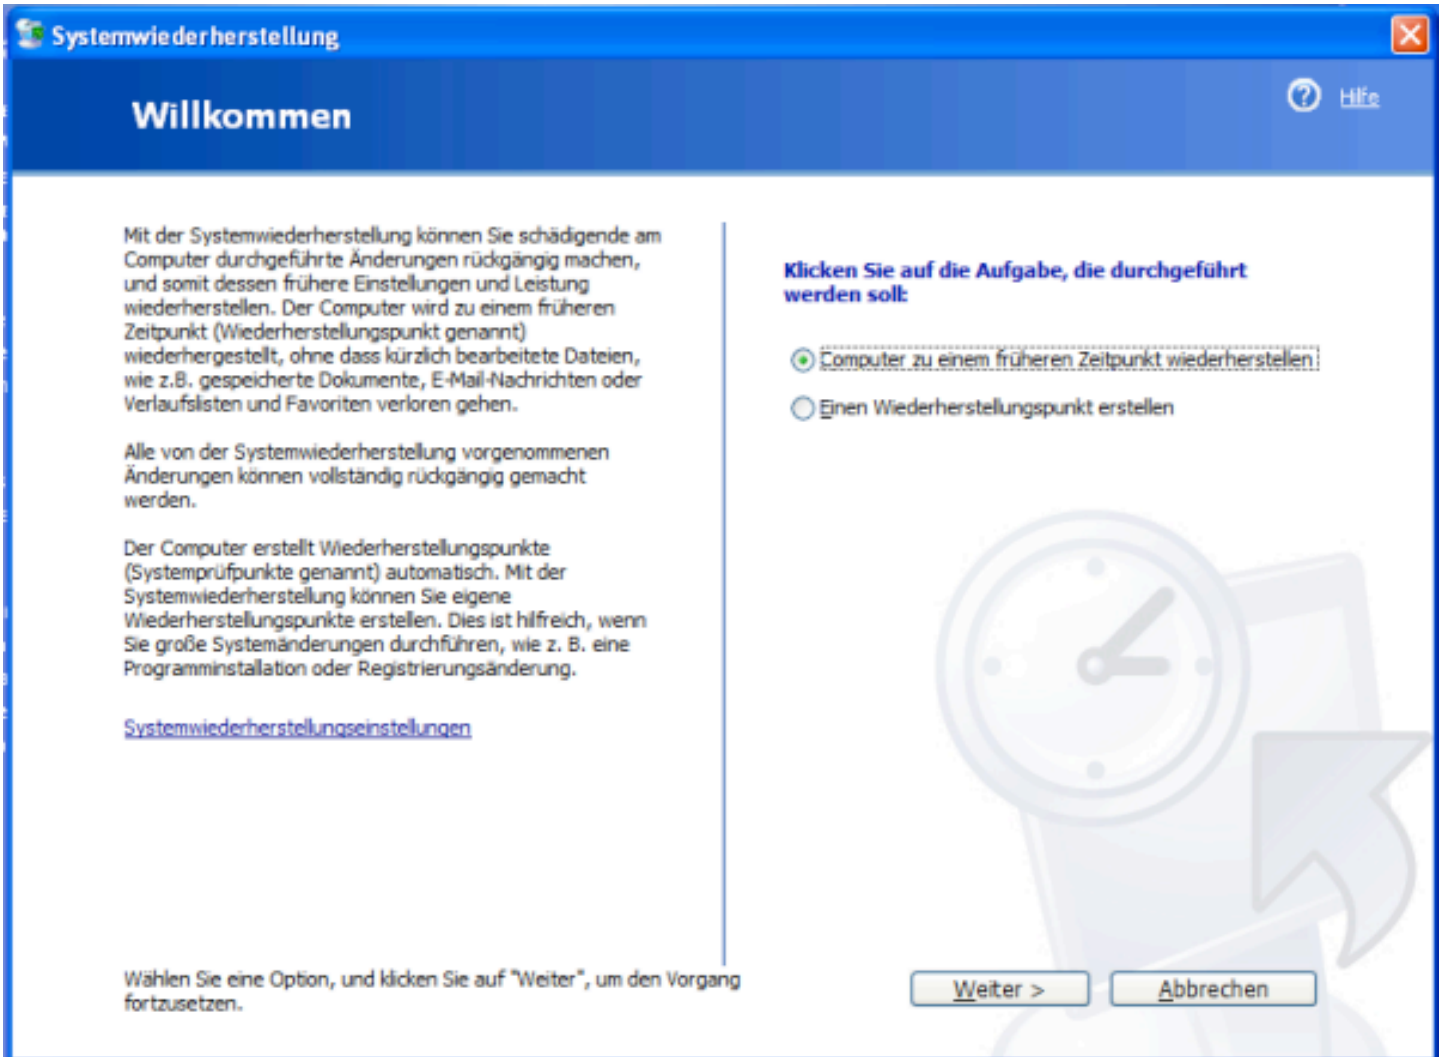 Systemwiederherstellung
Willkommen
Hilfe
Mit der Systemwiederherstellung können Sie schädigende am
Computer durchgeführte Änderungen rückgängig machen,
und somit dessen frühere Einstellungen und Leistung
wiederherstellen. Der Computer wird zu einem früheren
Zeitpunkt (Wiederherstellungspunkt genannt)
wiederhergestellt, ohne dass kürzlich bearbeitete Dateien,
wie z.B. gespeicherte Dokumente, E-Mail-Nachrichten oder
Verlaufslisten und Favoriten verloren gehen.
Alle von der Systemwiederherstellung vorgenommenen
Änderungen können vollständig rückgängig gemacht
werden.
Der Computer erstellt Wiederherstellungspunkte
(Systemprüfpunkte genannt) automatisch. Mit der
Systemwiederherstellung können Sie eigene
Wiederherstellungspunkte erstellen. Dies ist hilfreich, wenn
Sie große Systemänderungen durchführen, wie z. B. eine
Programminstallation oder Registrierungsänderung.
Systemwiederherstellungseinstellungen
Klicken Sie auf die Aufgabe, die durchgeführt
werden soll:
Computer zu einem früheren Zeitpunkt wiederherstellen
Einen Wiederherstellungspunkt erstellen
Wählen Sie eine Option, und klicken Sie auf "Weiter", um den Vorgang
fortzusetzen.
Weiter >
Abbrechen